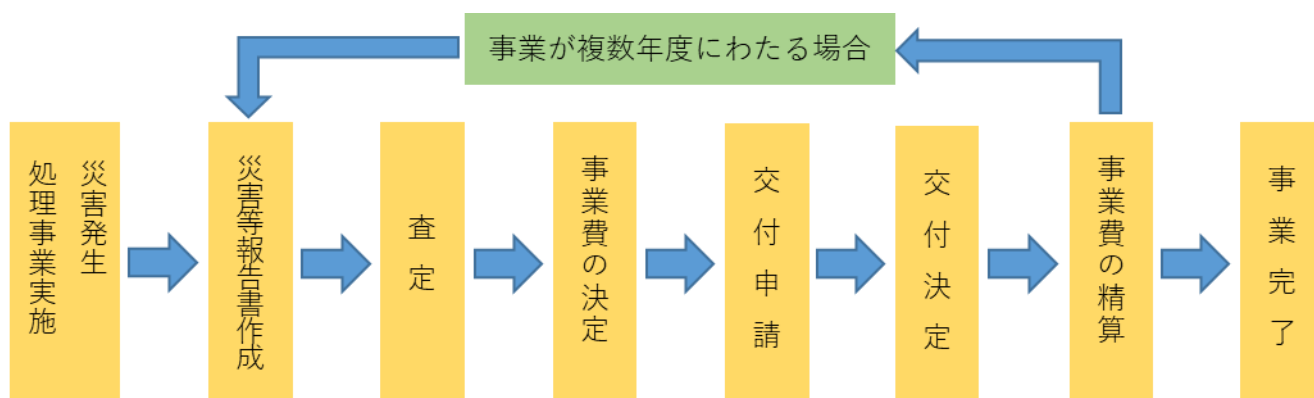 事業が複数年度にわたる場合
災害発生
処理事業実施
災害等報告書作成
査定
事業費の決定
交付申請
交付決定
事業費の精算
事業完了